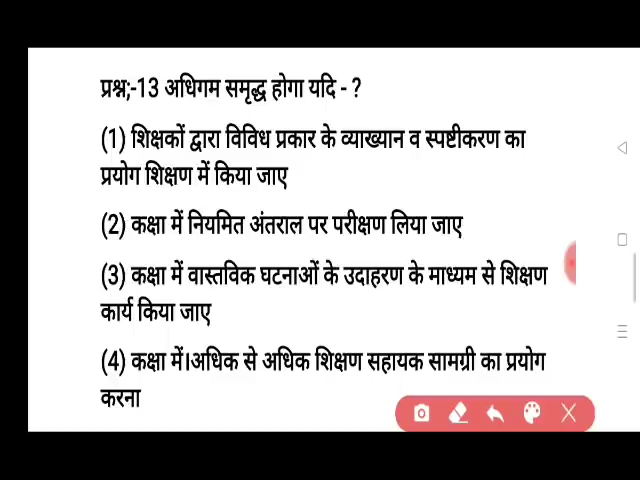 प्रश्न;-13 अधिगम समृद्ध होगा यदि - ?
(1) शिक्षकों द्वारा विविध प्रकार के व्याख्यान व स्पष्टीकरण का
प्रयोग शिक्षण में किया जाए
(2) कक्षा में नियमित अंतराल पर परीक्षण लिया जाए
(3) कक्षा में वास्तविक घटनाओं के उदाहरण के माध्यम से शिक्षण
कार्य किया जाए
(4) कक्षा में।अधिक से अधिक शिक्षण सहायक सामग्री का प्रयोग
करना